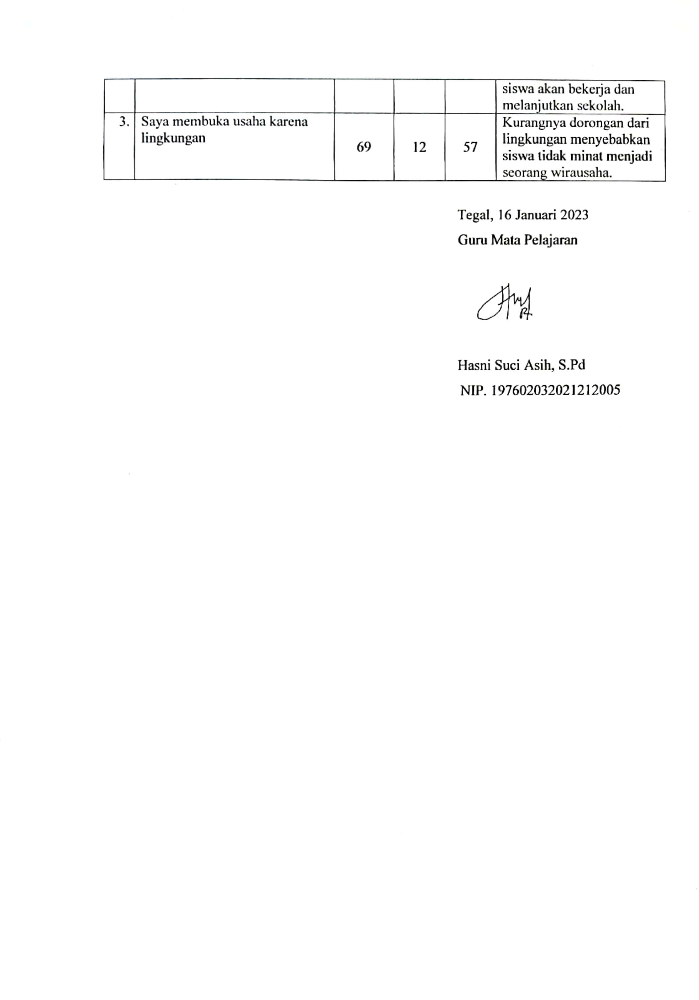 siswa akan bekerja dan
melanjutkan sekolah.
3. Saya membuka usaha karena
lingkungan
69 12 57
Kurangnya dorongan dari
lingkungan menyebabkan
siswa tidak minat menjadi
seorang wirausaha.
Tegal, 16 Januari 2023
Guru Mata Pelajaran
Hasni Suci Asih, S.Pd
NIP. 197602032021212005